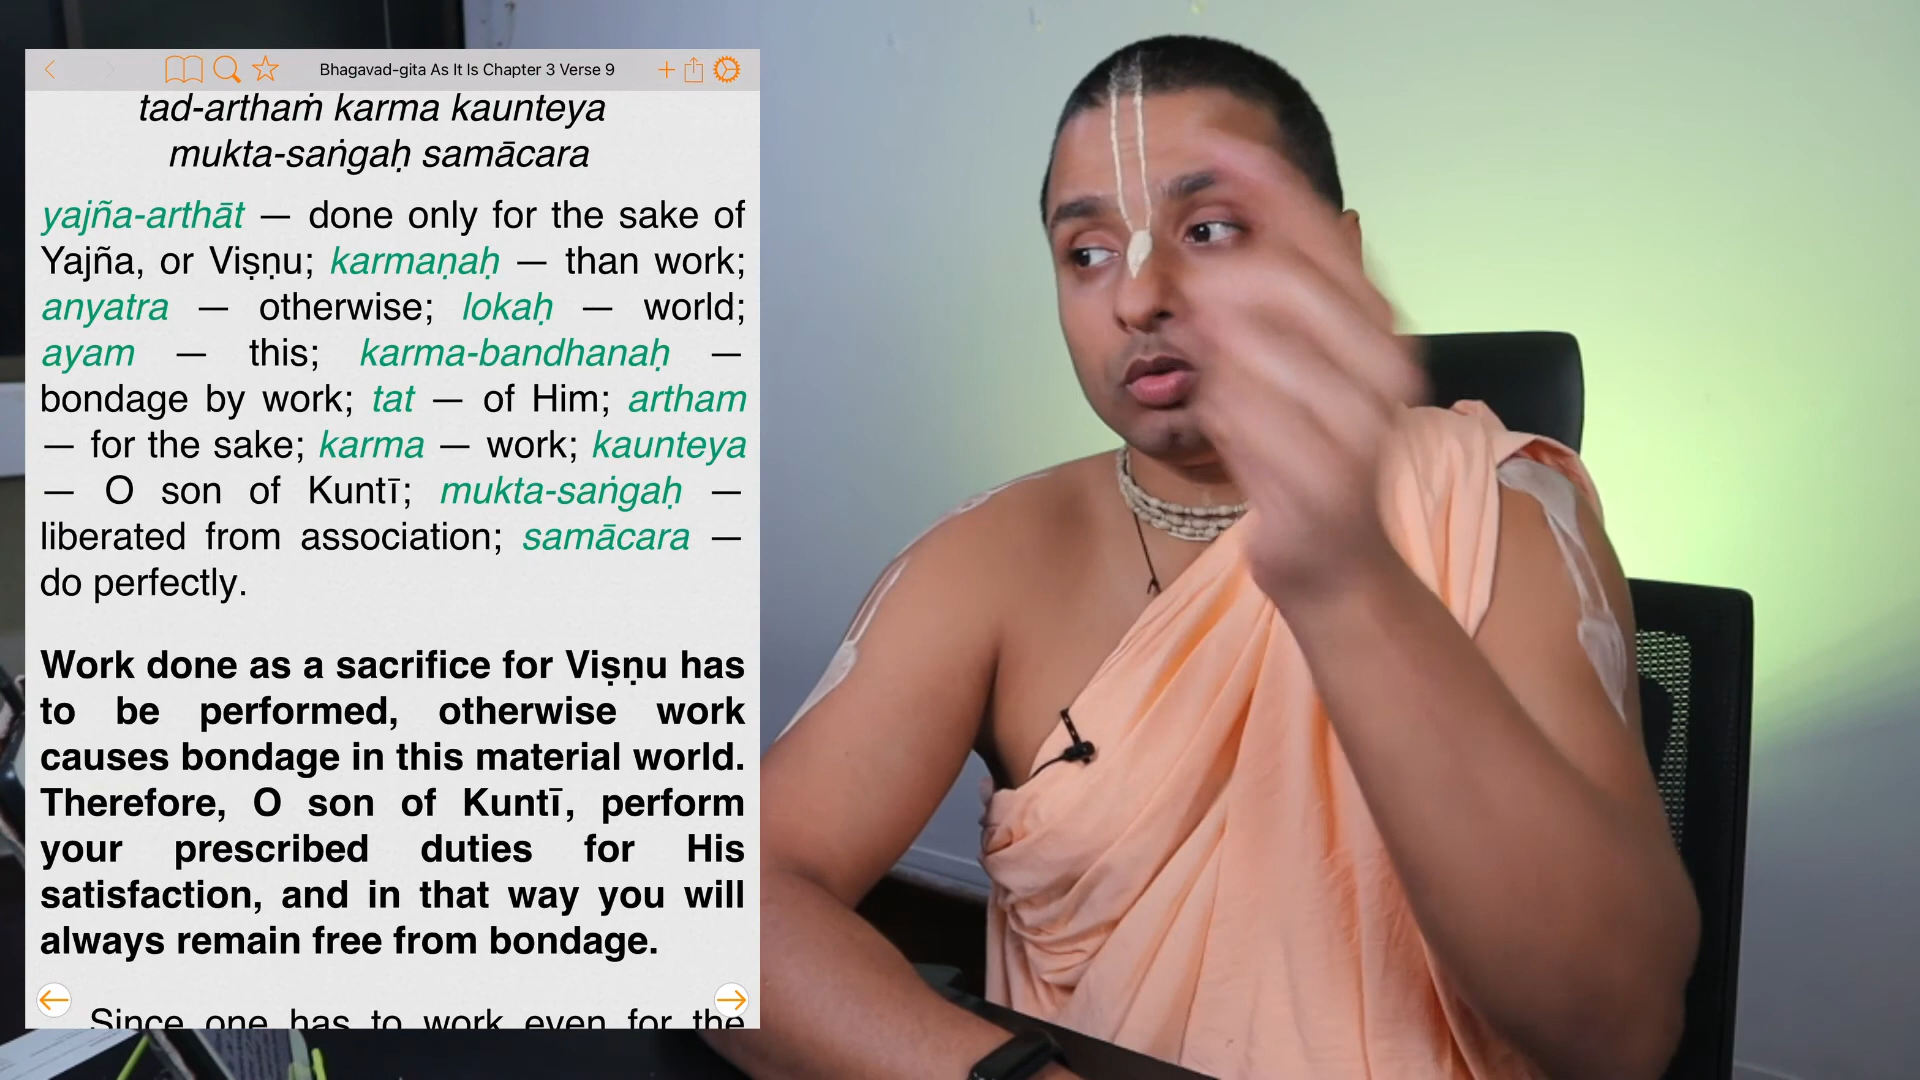 Bhagavad-gita As It Is Chapter 3 Verse 9
tad-arthaṁ karma kaunteya
mukta-saṅgaḥ samācara
yajña-arthāt — done only for the sake of
Yajña, or Viṣṇu; karmaṇaḥ — than work;
anyatra — otherwise; lokaḥ — world;
ayam — this; karma-bandhanaḥ —
bondage by work; tat — of Him; artham
— for the sake; karma — work; kaunteya
— O son of Kuntī; mukta-saṅgaḥ —
liberated from association; samācara —
do perfectly.
Work done as a sacrifice for Viṣṇu has
to be performed, otherwise work
causes bondage in this material world.
Therefore, O son of Kuntī, perform
your prescribed duties for His
satisfaction, and in that way you will
always remain free from bondage.
Since one has to work even for the